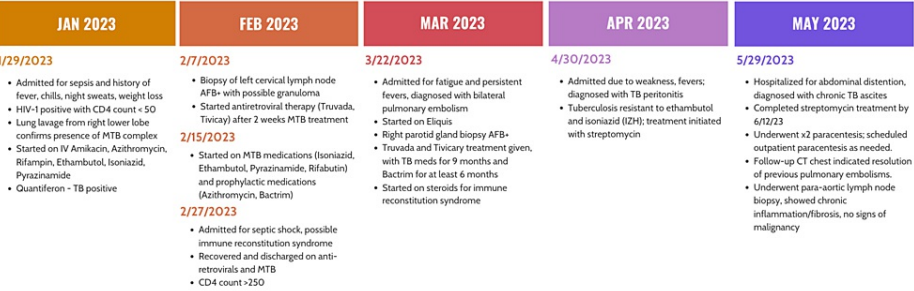 JAN 2023
1/29/2023
Admitted for sepsis and history of
fever, chills, night sweats, weight loss
HIV-1 positive with CD4 count < 50
Lung lavage from right lower lobe
confirms presence of MTB complex
Started on IV Amikacin, Azithromycin,
Rifampin, Ethambutol, Isoniazid,
Pyrazinamide
Quantiferon - TB positive
FEB 2023
2/7/2023
Biopsy of left cervical lymph node
AFB+ with possible granuloma
Started antiretroviral therapy (Truvada,
Tivicay) after 2 weeks MTB treatment
2/15/2023
Started on MTB medications (Isoniazid,
Ethambutol, Pyrazinamide, Rifabutin)
and prophylactic medications
(Azithromycin, Bactrim)
2/27/2023
Admitted for septic shock, possible
immune reconstitution syndrome
Recovered and discharged on anti-
retrovirals and MTB
CD4 count >250
MAR 2023
3/22/2023
Admitted for fatigue and persistent
fevers, diagnosed with bilateral
pulmonary embolism
Started on Eliquis
Right parotid gland biopsy AFB+
Truvada and Tivicary treatment given,
with TB meds for 9 months and
Bactrim for at least 6 months
Started on steroids for immune
reconstitution syndrome
APR 2023
4/30/2023
Admitted due to weakness, fevers;
diagnosed with TB peritonitis
Tuberculosis resistant to ethambutol
and isoniazid (IZH); treatment initiated
with streptomycin
MAY 2023
5/29/2023
Hospitalized for abdominal distention,
diagnosed with chronic TB ascites
Completed streptomycin treatment by
6/12/23
Underwent x2 paracentesis; scheduled
outpatient paracentesis as needed.
Follow-up CT chest indicated resolution
of previous pulmonary embolisms.
Underwent para-aortic lymph node
biopsy, showed chronic
inflammation/fibrosis, no signs of
malignancy